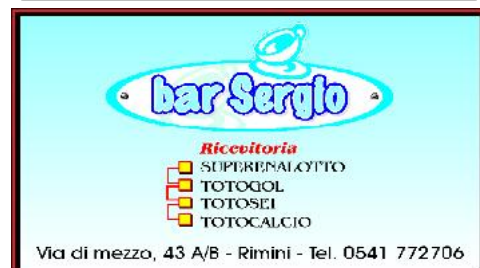 bar Sergio
Ricevitoria
SUPERENALOTTO
TOTOGOL
TOTOSEI
TOTOCALCIO
Via di mezzo, 43 A/B - Rimini - Tel. 0541 772706